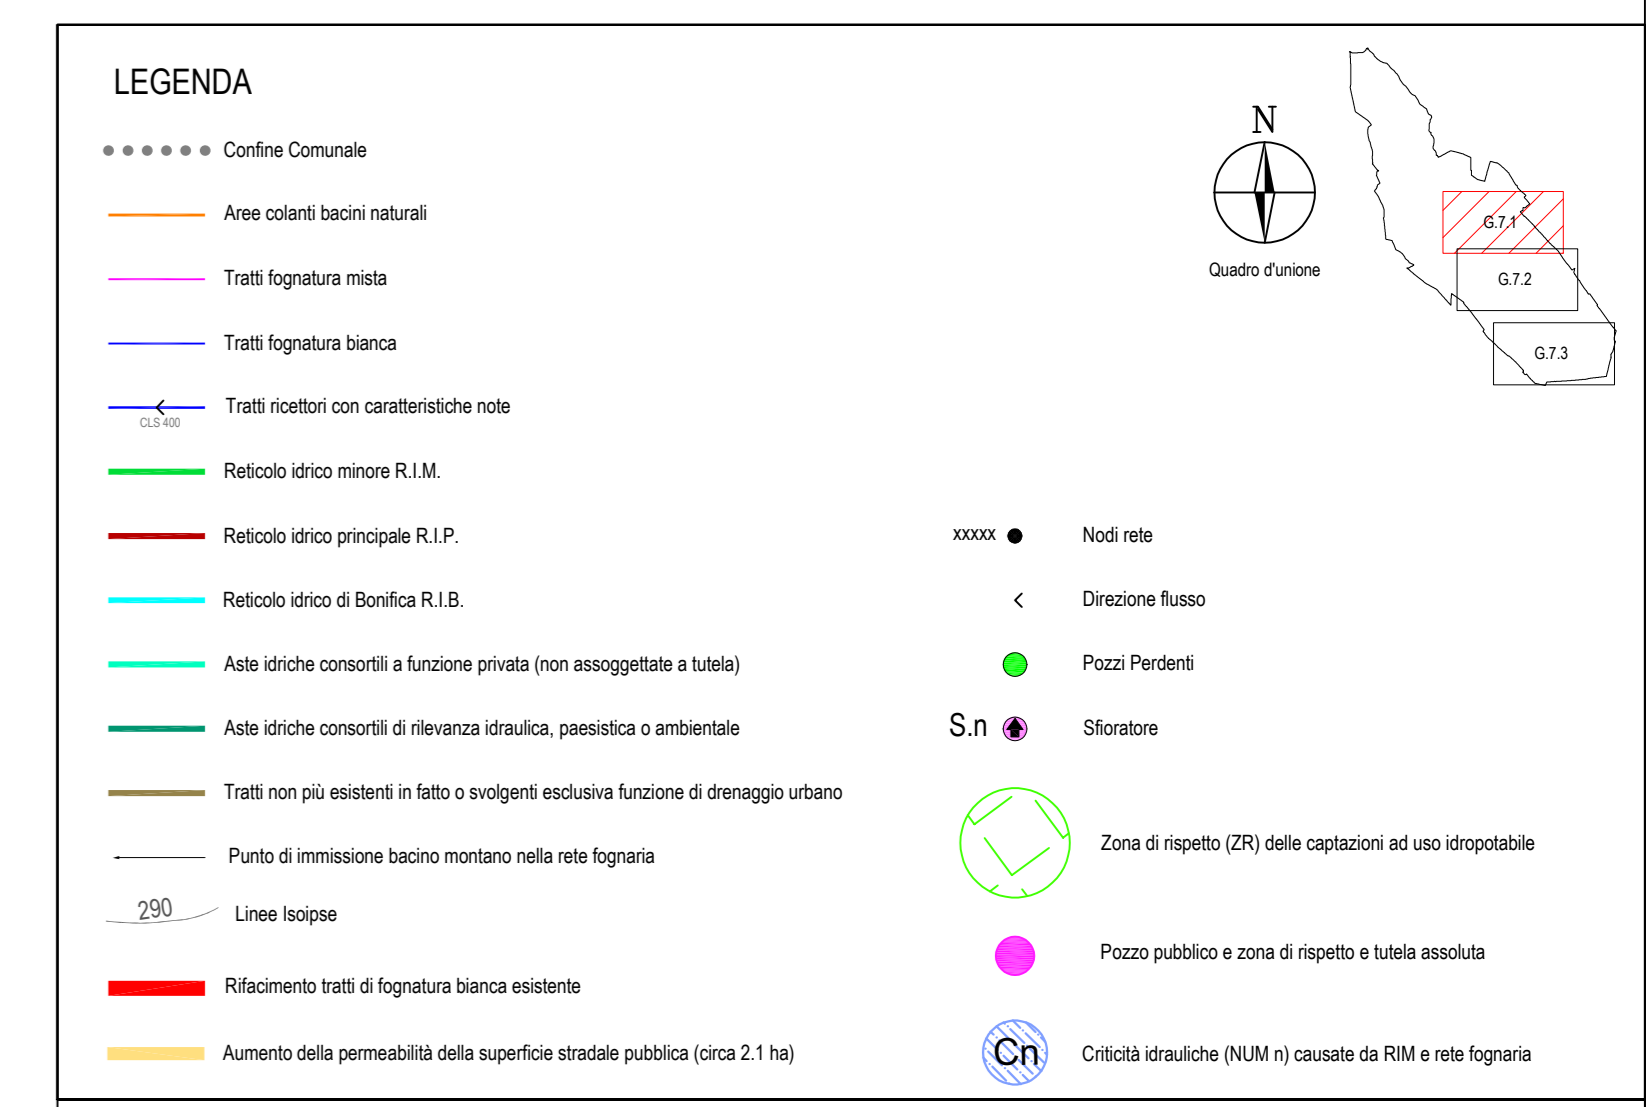 LEGENDA
Confine Comunale
Aree colanti bacini naturali
Tratti fognatura mista
Tratti fognatura bianca
CLS 400
Tratti ricettori con caratteristiche note
Reticolo idrico minore R.I.M.
Reticolo idrico principale R.I.P.
Reticolo idrico di Bonifica R.I.B.
Aste idriche consortili a funzione privata (non assoggettate a tutela)
Aste idriche consortili di rilevanza idraulica, paesistica o ambientale
Tratti non più esistenti in fatto o svolgenti esclusiva funzione di drenaggio urbano
Punto di immissione bacino montano nella rete fognaria
290
Linee Isoipse
Rifacimento tratti di fognatura bianca esistente
Aumento della permeabilità della superficie stradale pubblica (circa 2.1 ha)
N
Quadro d'unione
G.7.1
G.7.2
G.7.3
xxxxx
Nodi rete
Direzione flusso
Pozzi Perdenti
S.n
Sfioratore
Zona di rispetto (ZR) delle captazioni ad uso idropotabile
Pozzo pubblico e zona di rispetto e tutela assoluta
Cn
Criticità idrauliche (NUM n) causate da RIM e rete fognaria